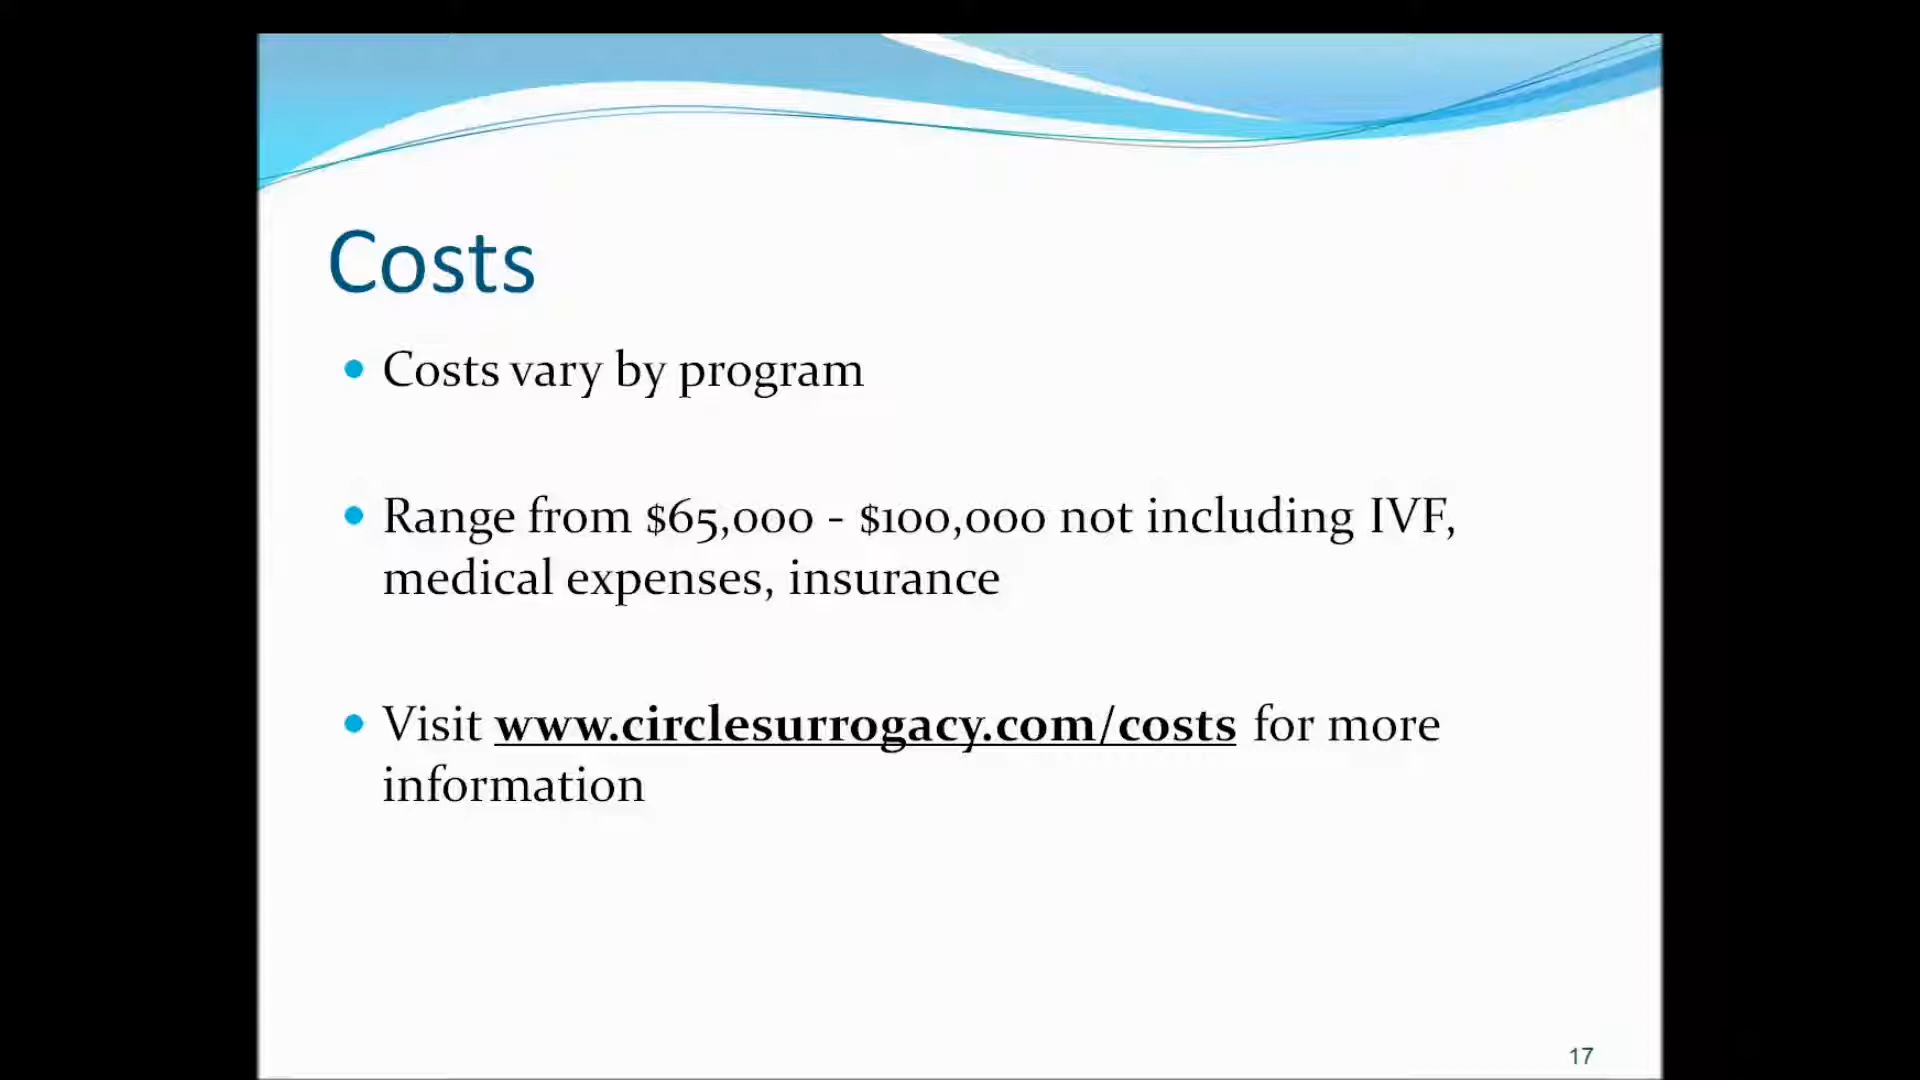 Costs
Costs vary by program
Range from $65,000 - $100,000 not including IVF,
medical expenses, insurance
Visit www.circlesurrogacy.com/costs for more
information
17